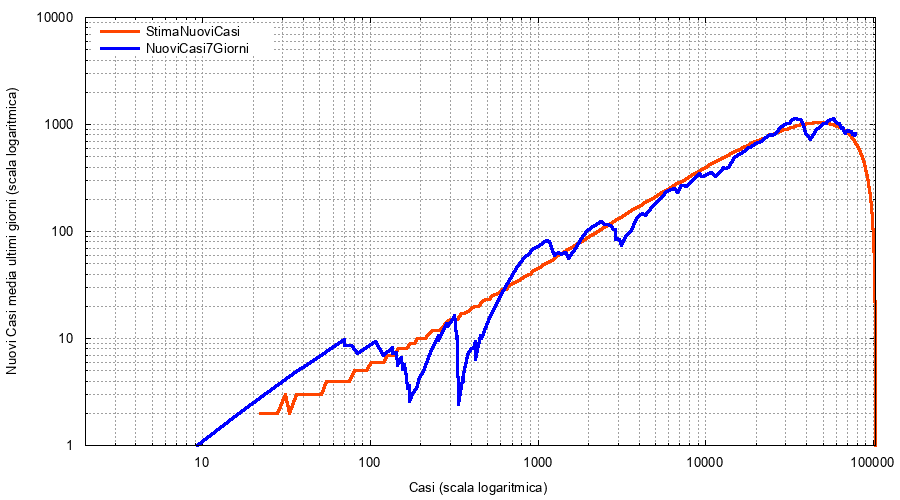 10000
StimaNuoviCasi
NuoviCasi7Giorni
1000
100
10
1
Nuovi Casi media ultimi giorni (scala logaritmica)
10
100
1000
10000
100000
Casi (scala logaritmica)